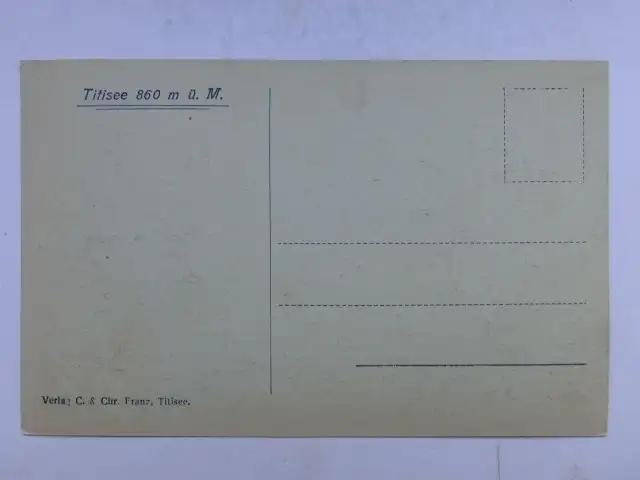 Titisee 860 m ü. M.
Verlag C. & Chr. Franz, Titisee.